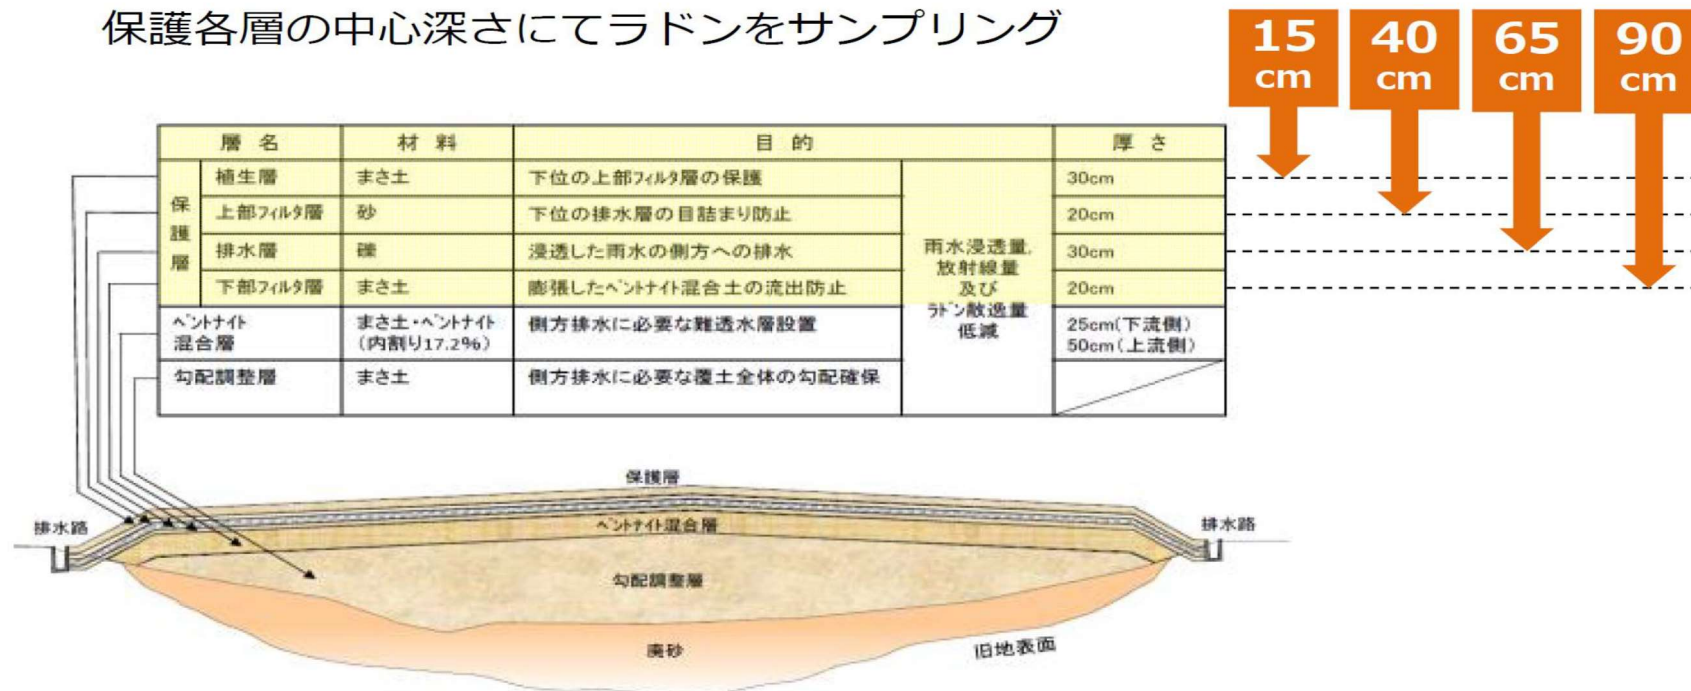 保護各層の中心深さにてラドンをサンプリング
15 cm
40 cm
65 cm
90 cm
層名 材料 目的 厚さ
保護層
植生層 まさ土 下位の上部フィルタ層の保護 30cm
上部フィルタ層 砂 下位の排水層の目詰まり防止 20cm
排水層 礫 浸透した雨水の側方への排水 30cm
下部フィルタ層 まさ土 膨張したベントナイト混合土の流出防止 20cm
雨水浸透量,
放射線量
及び
ラドン散逸量
低減
ベントナイト
混合層
まさ土・ベントナイト
(内割り17.2%)
側方排水に必要な難透水層設置
25cm(下流側)
50cm(上流側)
勾配調整層 まさ土 側方排水に必要な覆土全体の勾配確保
保護層
排水路
ベントナイト混合層
排水路
勾配調整層
廃砂
旧地表面